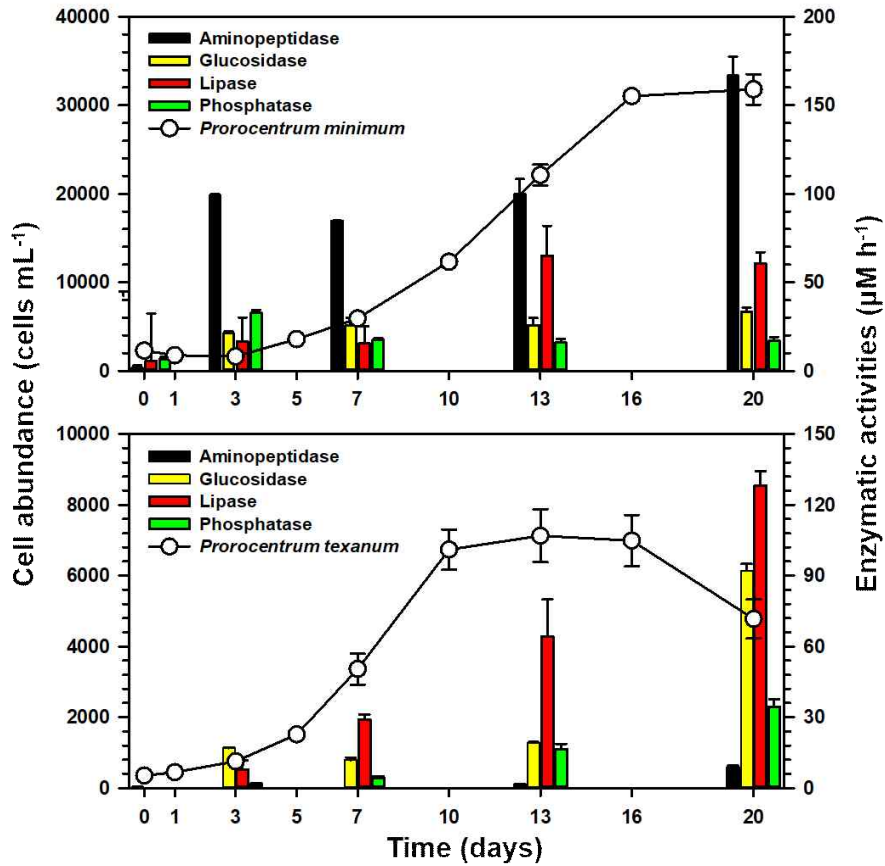 40000
30000
20000
10000
0
Aminopeptidase
Glucosidase
Lipase
Phosphatase
Prorocentrum minimum
200
150
100
50
0
0 1 3 5 7 10 13 16 20
Cell abundance (cells mL⁻¹)
Enzymatic activities (μM h⁻¹)
10000
8000
6000
4000
2000
0
Aminopeptidase
Glucosidase
Lipase
Phosphatase
Prorocentrum texanum
150
120
90
60
30
0
0 1 3 5 7 10 13 16 20
Time (days)